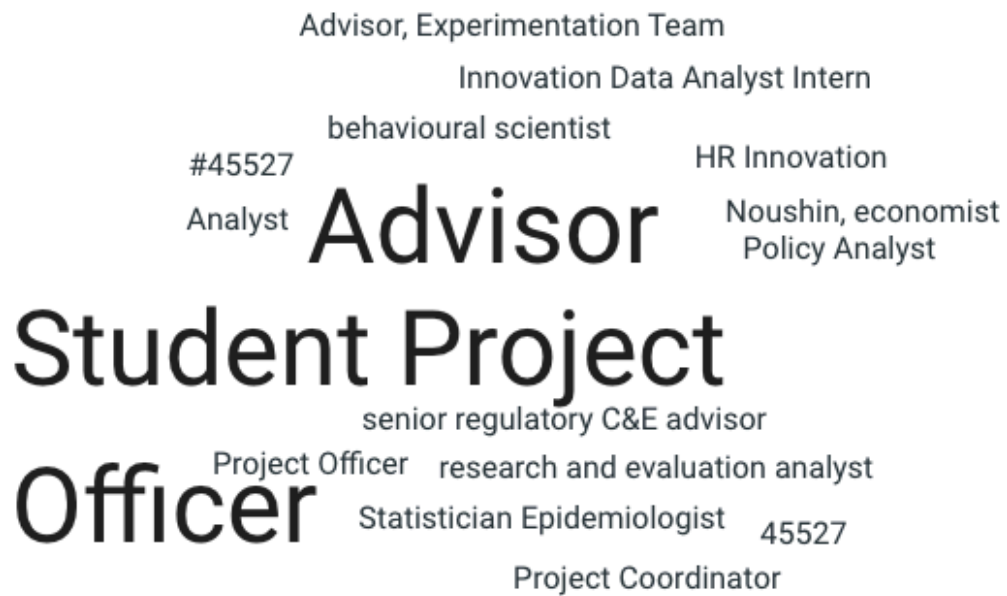 Advisor, Experimentation Team
Innovation Data Analyst Intern
behavioural scientist
HR Innovation
#45527
Analyst
Advisor
Noushin, economist
Policy Analyst
Student Project
Officer
senior regulatory C&E advisor
Project Officer
research and evaluation analyst
Statistician Epidemiologist
45527
Project Coordinator